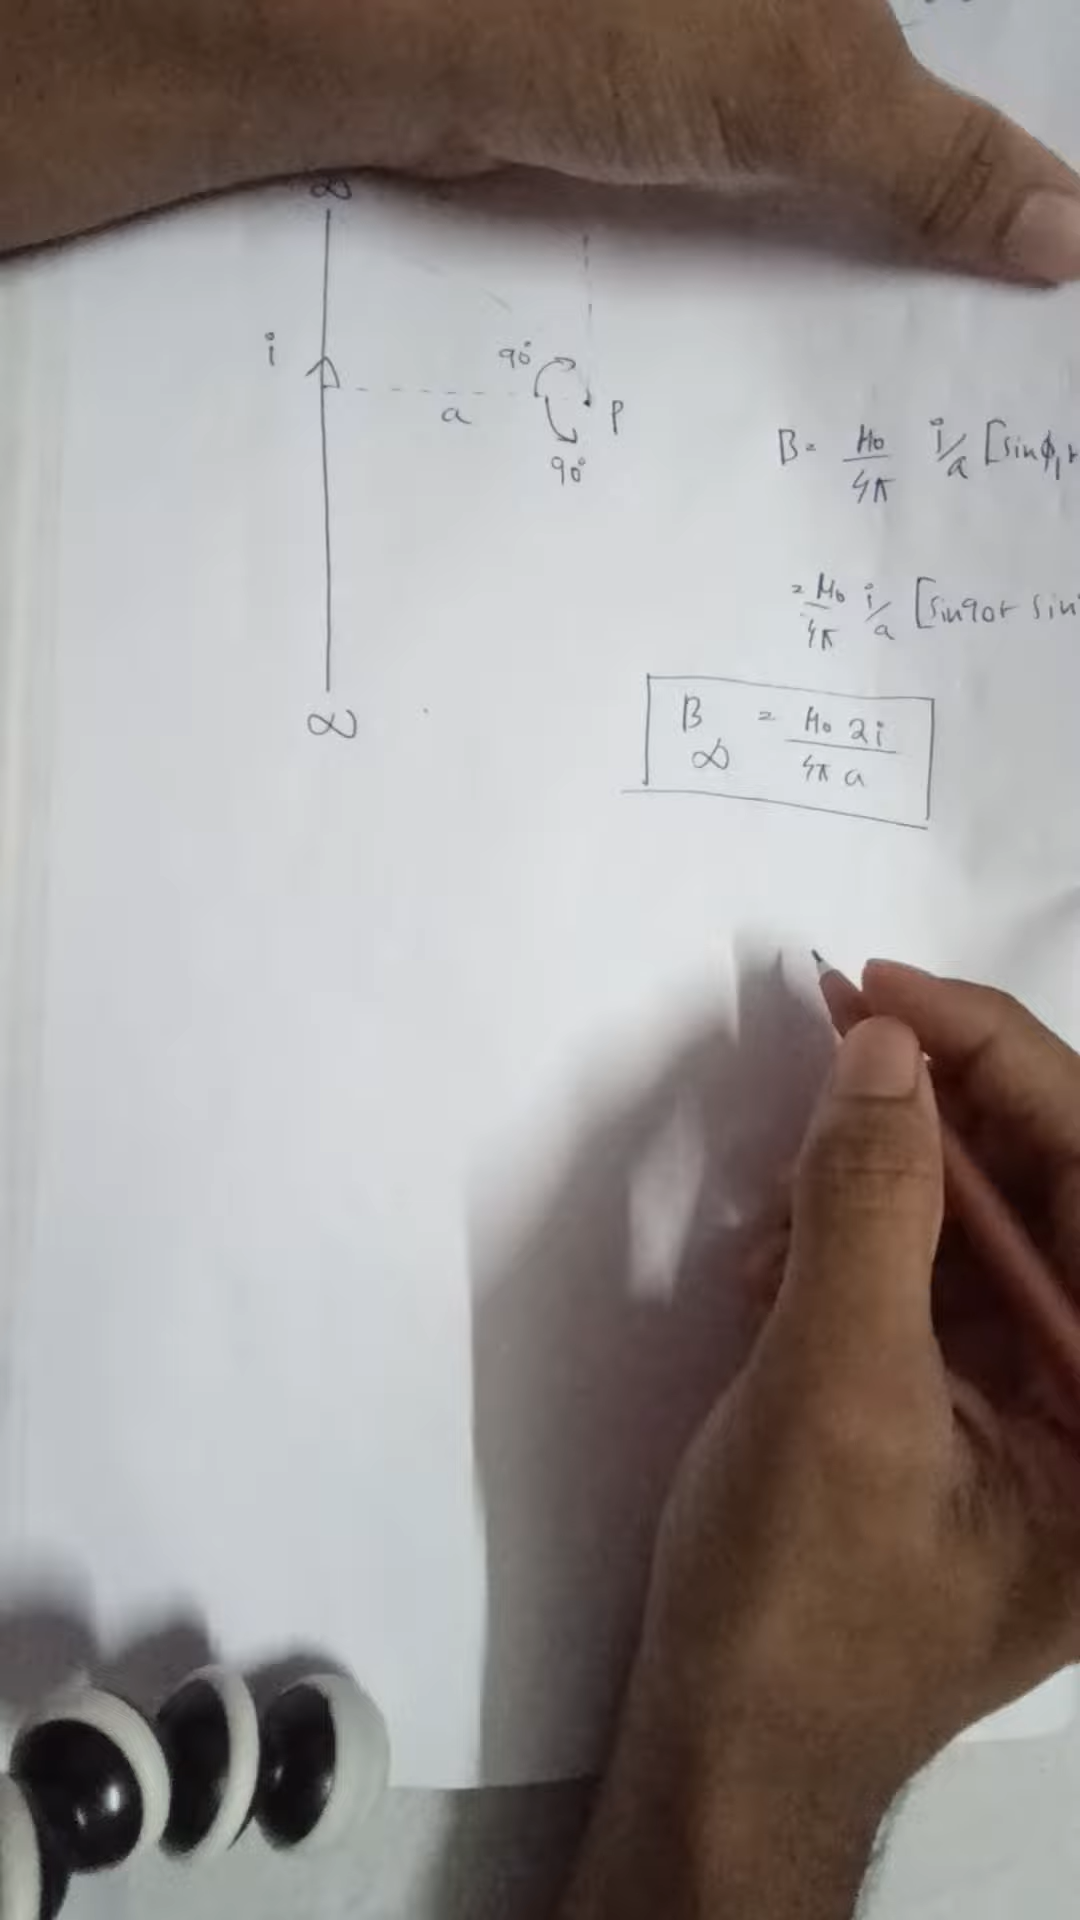 ∞
i
90°
a
P
90°
B = μ₀/4π i/a [sinϕ₁+
= μ₀/4π i/a [sin90+ sin
∞
B∞ = μ₀ 2i/4π a